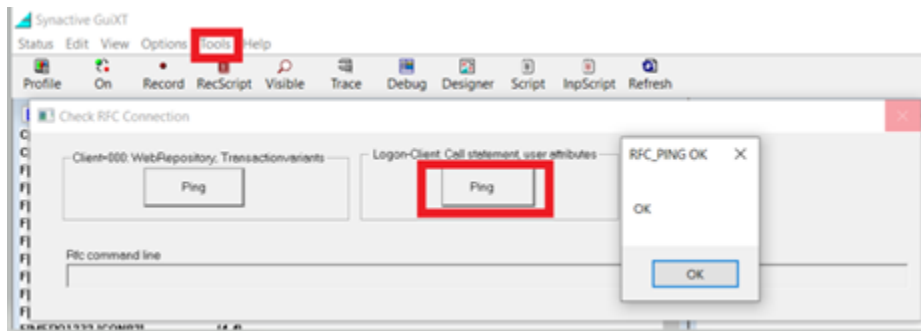 Synactive GuiXT
Status Edit View Options Tools Help
Profile On Record RecScript Visible Trace Debug Designer Script InpScript Refresh
Check RFC Connection
Client=000: WebRepository, Transactionvariants
Logon-Client: Call statement, user attributes
Ping
Ping
RFC_PING OK
OK
OK
Rfc command line